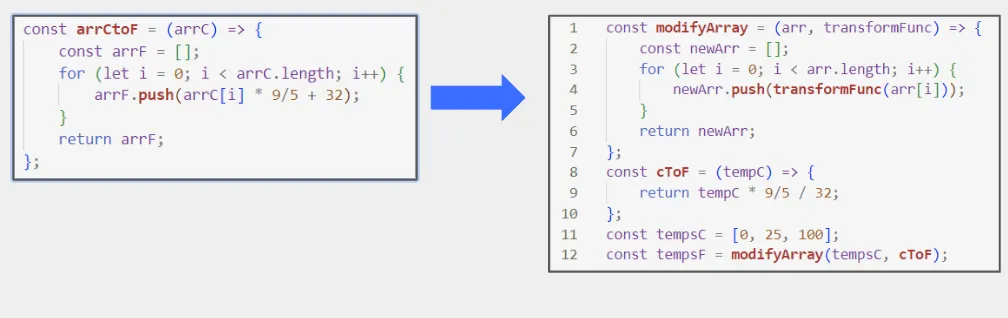 const arrCtoF = (arrC) => {
    const arrF = [];
    for (let i = 0; i < arrC.length; i++) {
        arrF.push(arrC[i] * 9/5 + 32);
    }
    return arrF;
};
1 const modifyArray = (arr, transformFunc) => {
2     const newArr = [];
3     for (let i = 0; i < arr.length; i++) {
4         newArr.push(transformFunc(arr[i]));
5     }
6     return newArr;
7 };
8 const cToF = (tempC) => {
9     return tempC * 9/5 / 32;
10 };
11 const tempsC = [0, 25, 100];
12 const tempsF = modifyArray(tempsC, cToF);